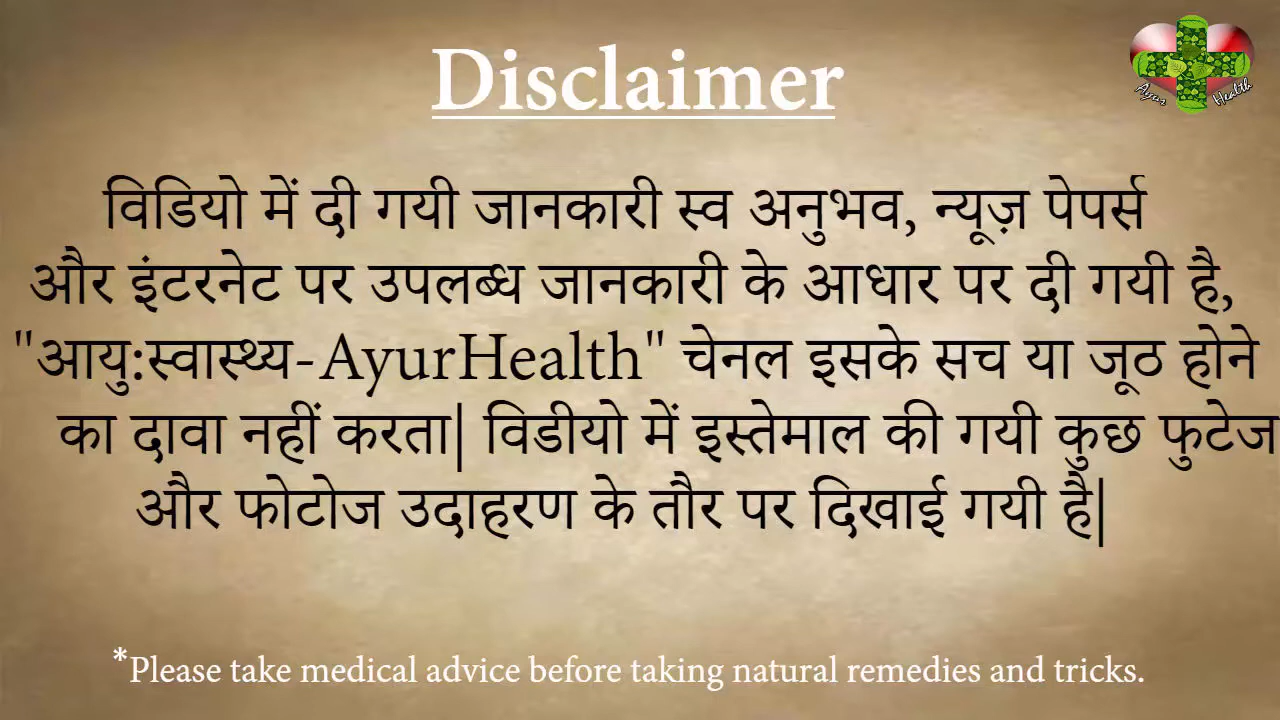 Disclaimer
Ayur Health
विडियो में दी गयी जानकारी स्व अनुभव, न्यूज़ पेपर्स
और इंटरनेट पर उपलब्ध जानकारी के आधार पर दी गयी है,
"आयु:स्वास्थ्य-AyurHealth" चेनल इसके सच या जूठ होने
का दावा नहीं करता| विडीयो में इस्तेमाल की गयी कुछ फुटेज
और फोटोज उदाहरण के तौर पर दिखाई गयी है|
*Please take medical advice before taking natural remedies and tricks.